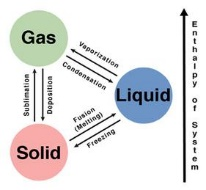 Gas
Vaporization
Condensation
Liquid
Sublimation
Deposition
Fusion
(Melting)
Freezing
Solid
Enthalpy of System